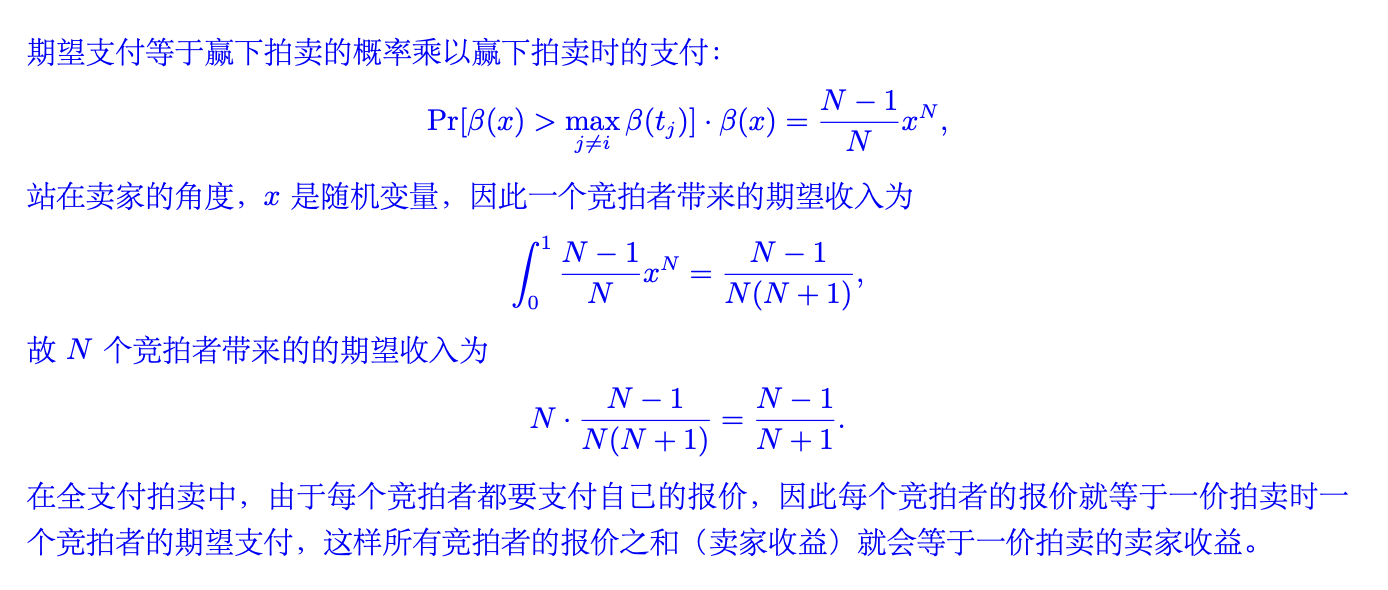 期望支付等于赢下拍卖的概率乘以赢下拍卖时的支付：
$$\Pr[\beta(x) > \max_{j \neq i} \beta(t_j)] \cdot \beta(x) = \frac{N-1}{N} x^N,$$
站在卖家的角度，$x$ 是随机变量，因此一个竞拍者带来的期望收入为
$$\int_0^1 \frac{N-1}{N} x^N = \frac{N-1}{N(N+1)},$$
故 $N$ 个竞拍者带来的的期望收入为
$$N \cdot \frac{N-1}{N(N+1)} = \frac{N-1}{N+1}.$$
在全支付拍卖中，由于每个竞拍者都要支付自己的报价，因此每个竞拍者的报价就等于一价拍卖时一
个竞拍者的期望支付，这样所有竞拍者的报价之和（卖家收益）就会等于一价拍卖的卖家收益。